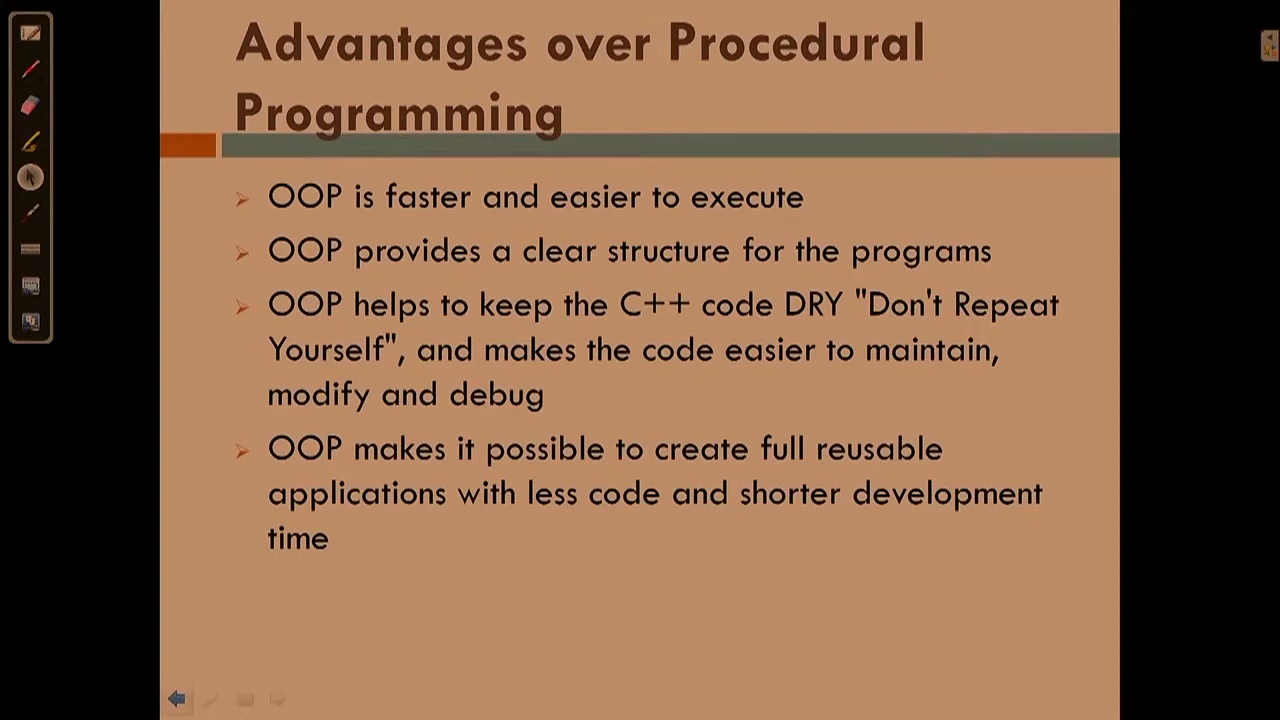 Advantages over Procedural
Programming
OOP is faster and easier to execute
OOP provides a clear structure for the programs
OOP helps to keep the C++ code DRY "Don't Repeat
Yourself", and makes the code easier to maintain,
modify and debug
OOP makes it possible to create full reusable
applications with less code and shorter development
time